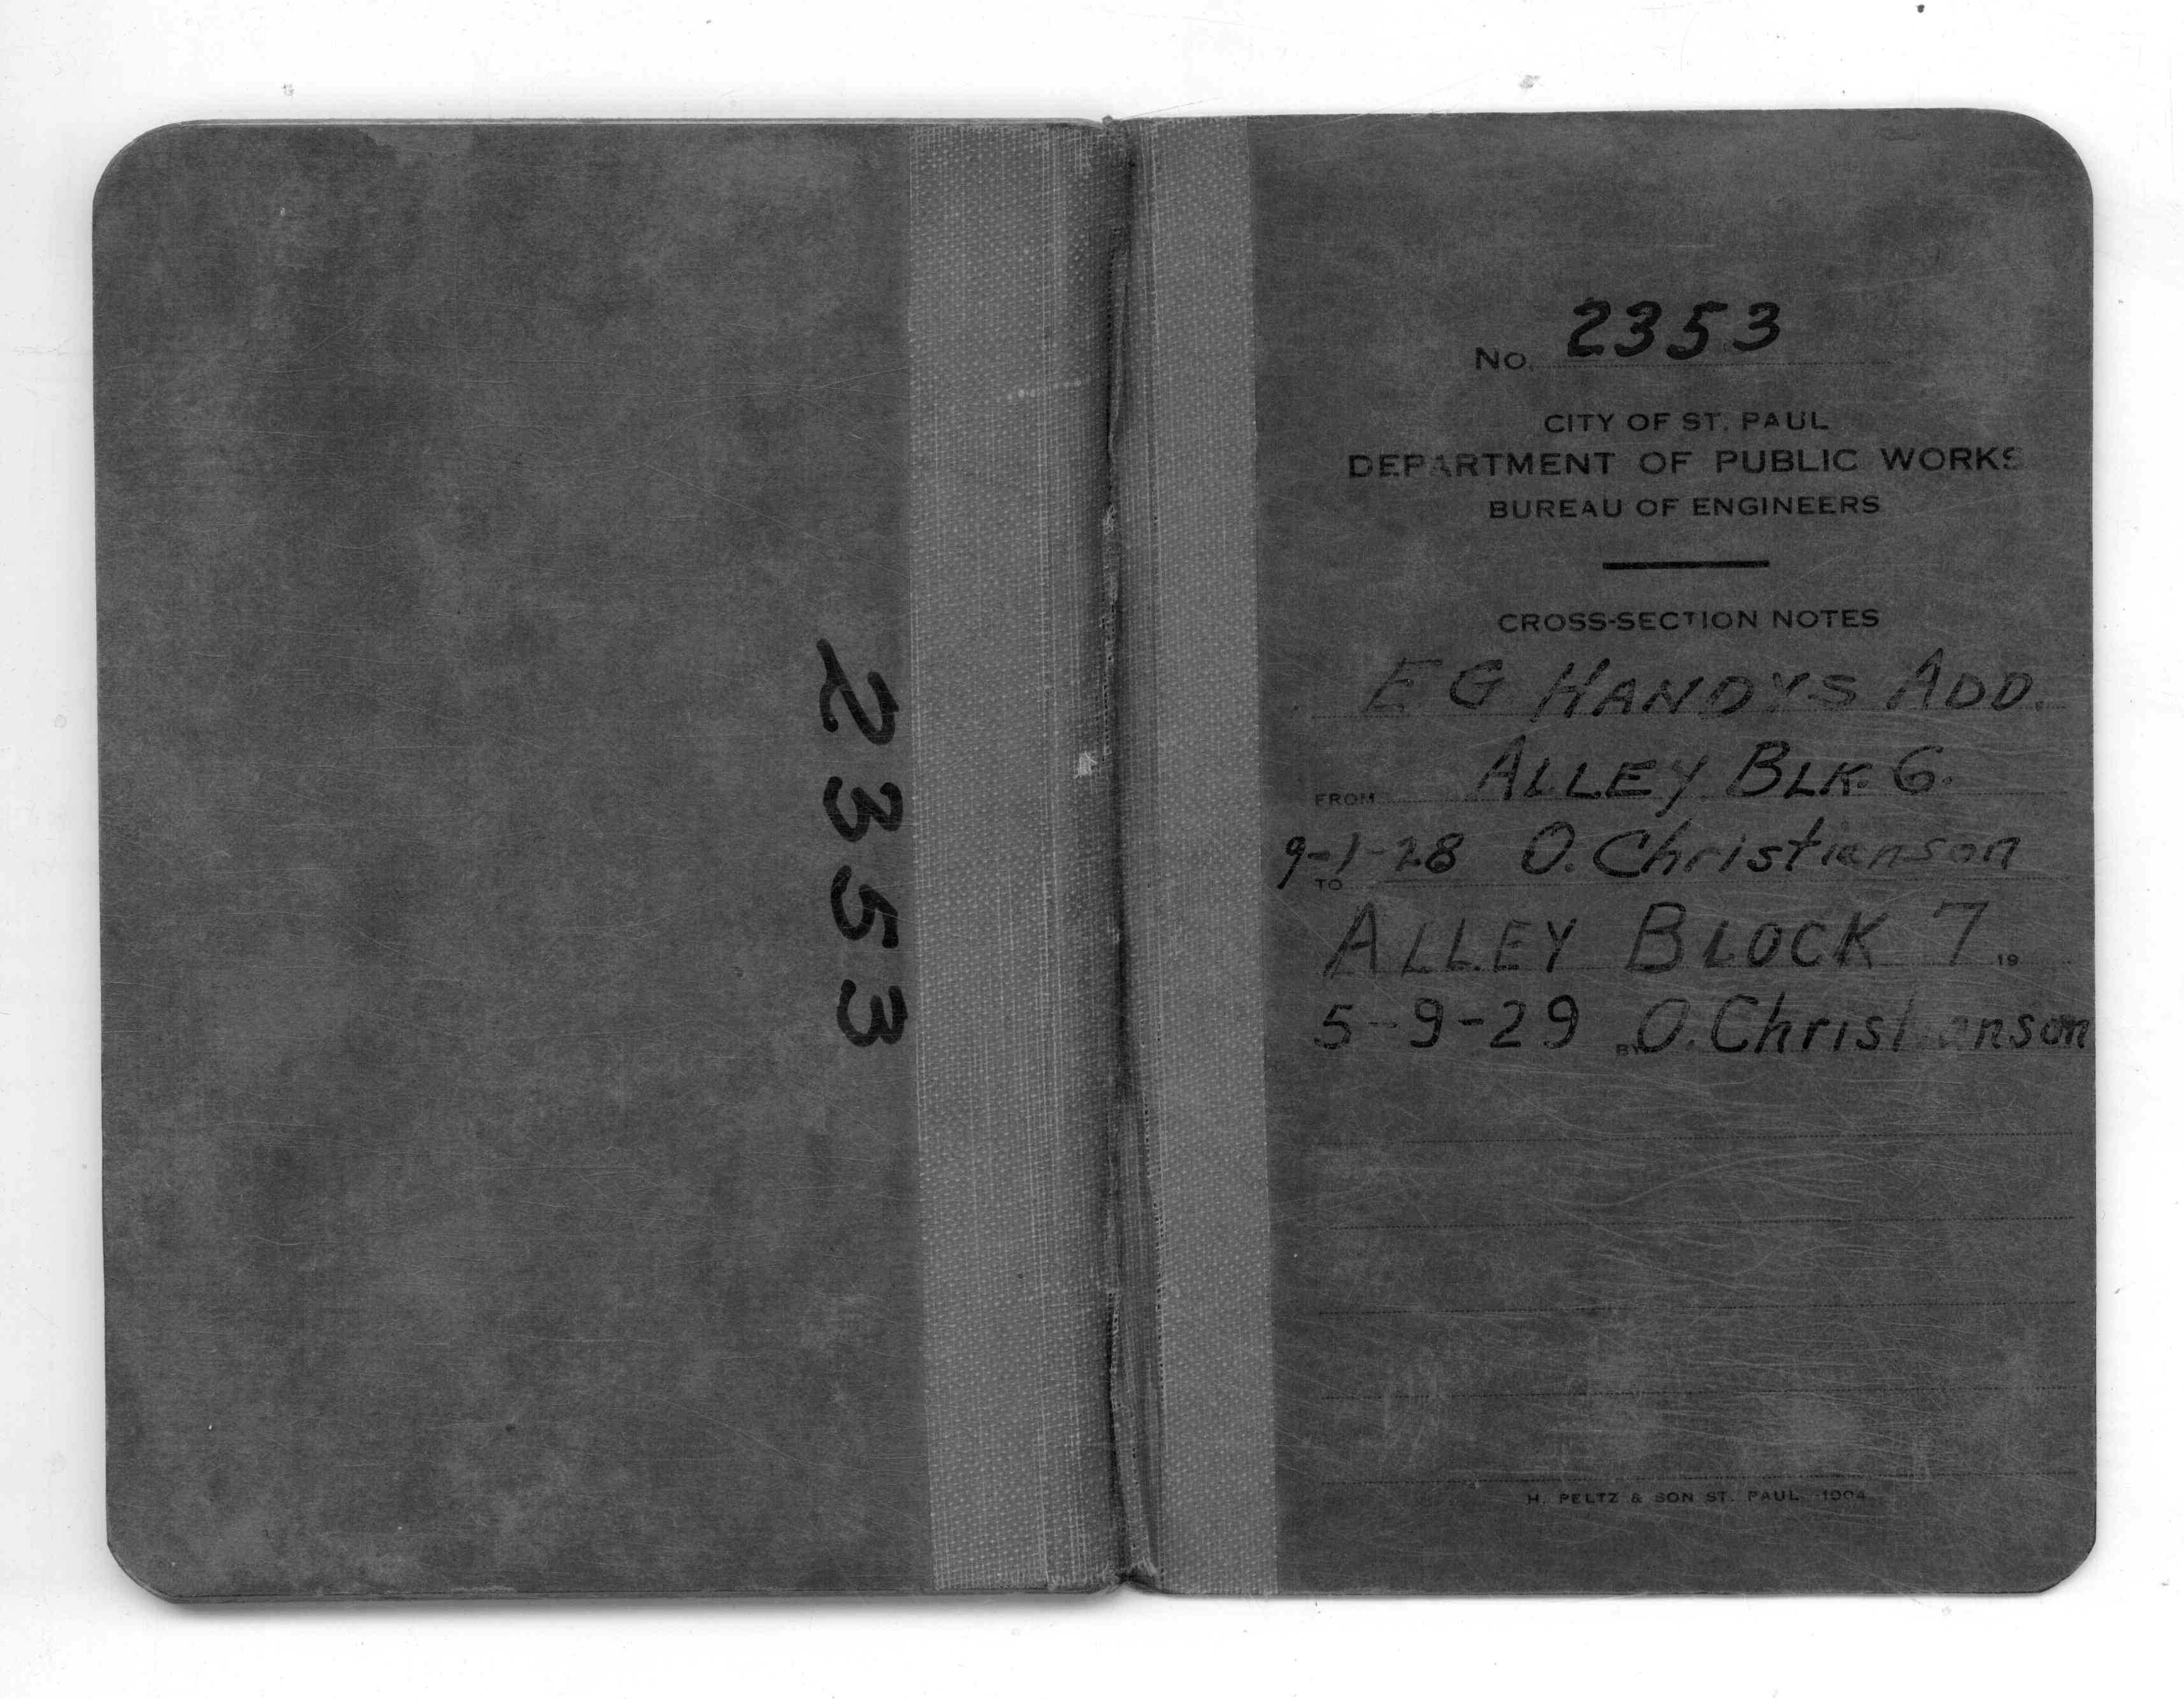 2353
No. 2353
CITY OF ST. PAUL
DEPARTMENT OF PUBLIC WORKS
BUREAU OF ENGINEERS
CROSS-SECTION NOTES
E G HANDYS ADD.
FROM ALLEY BLK. 6.
9-1-28 O. Christianson
TO
ALLEY BLOCK 7. 19
5-9-29 BY O. Christianson
H. PELTZ & SON ST. PAUL 1904